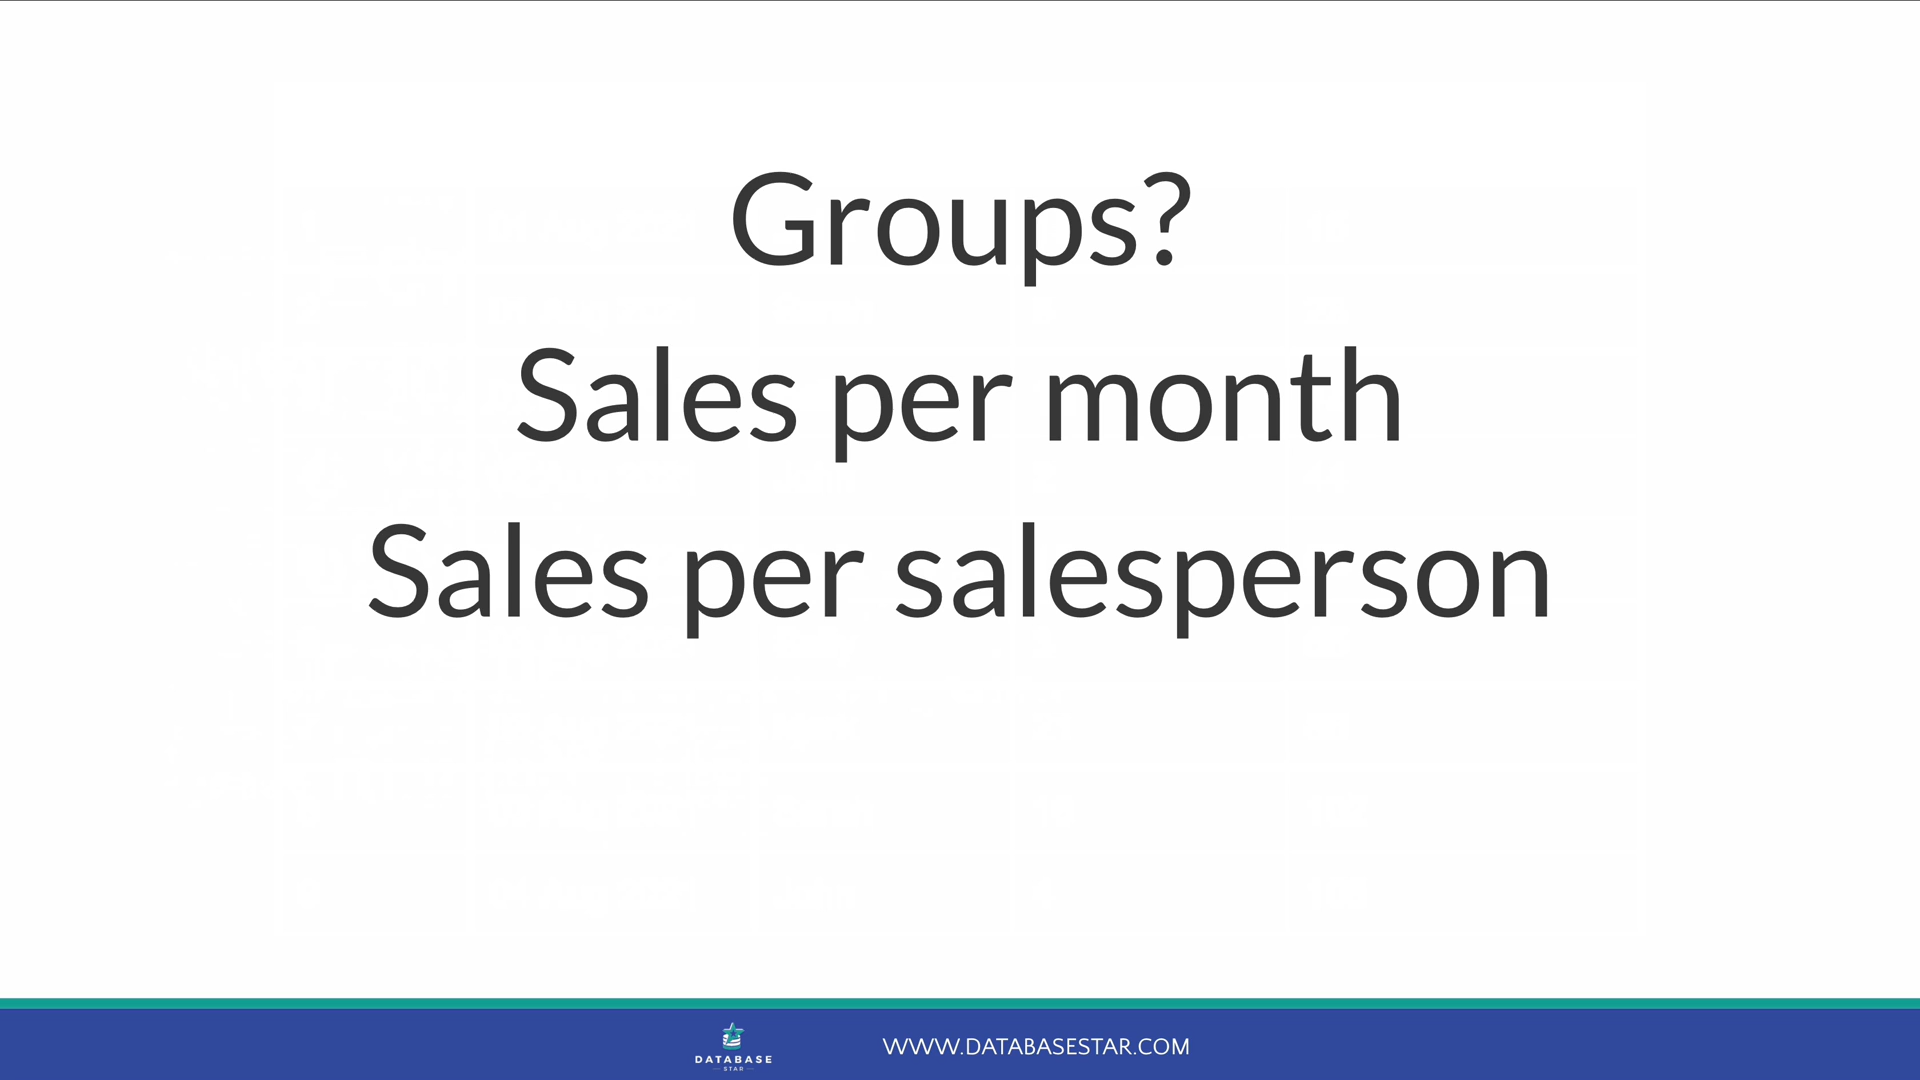 Groups?
Sales per month
Sales per salesperson
DATABASE
STAR
WWW.DATABASESTAR.COM